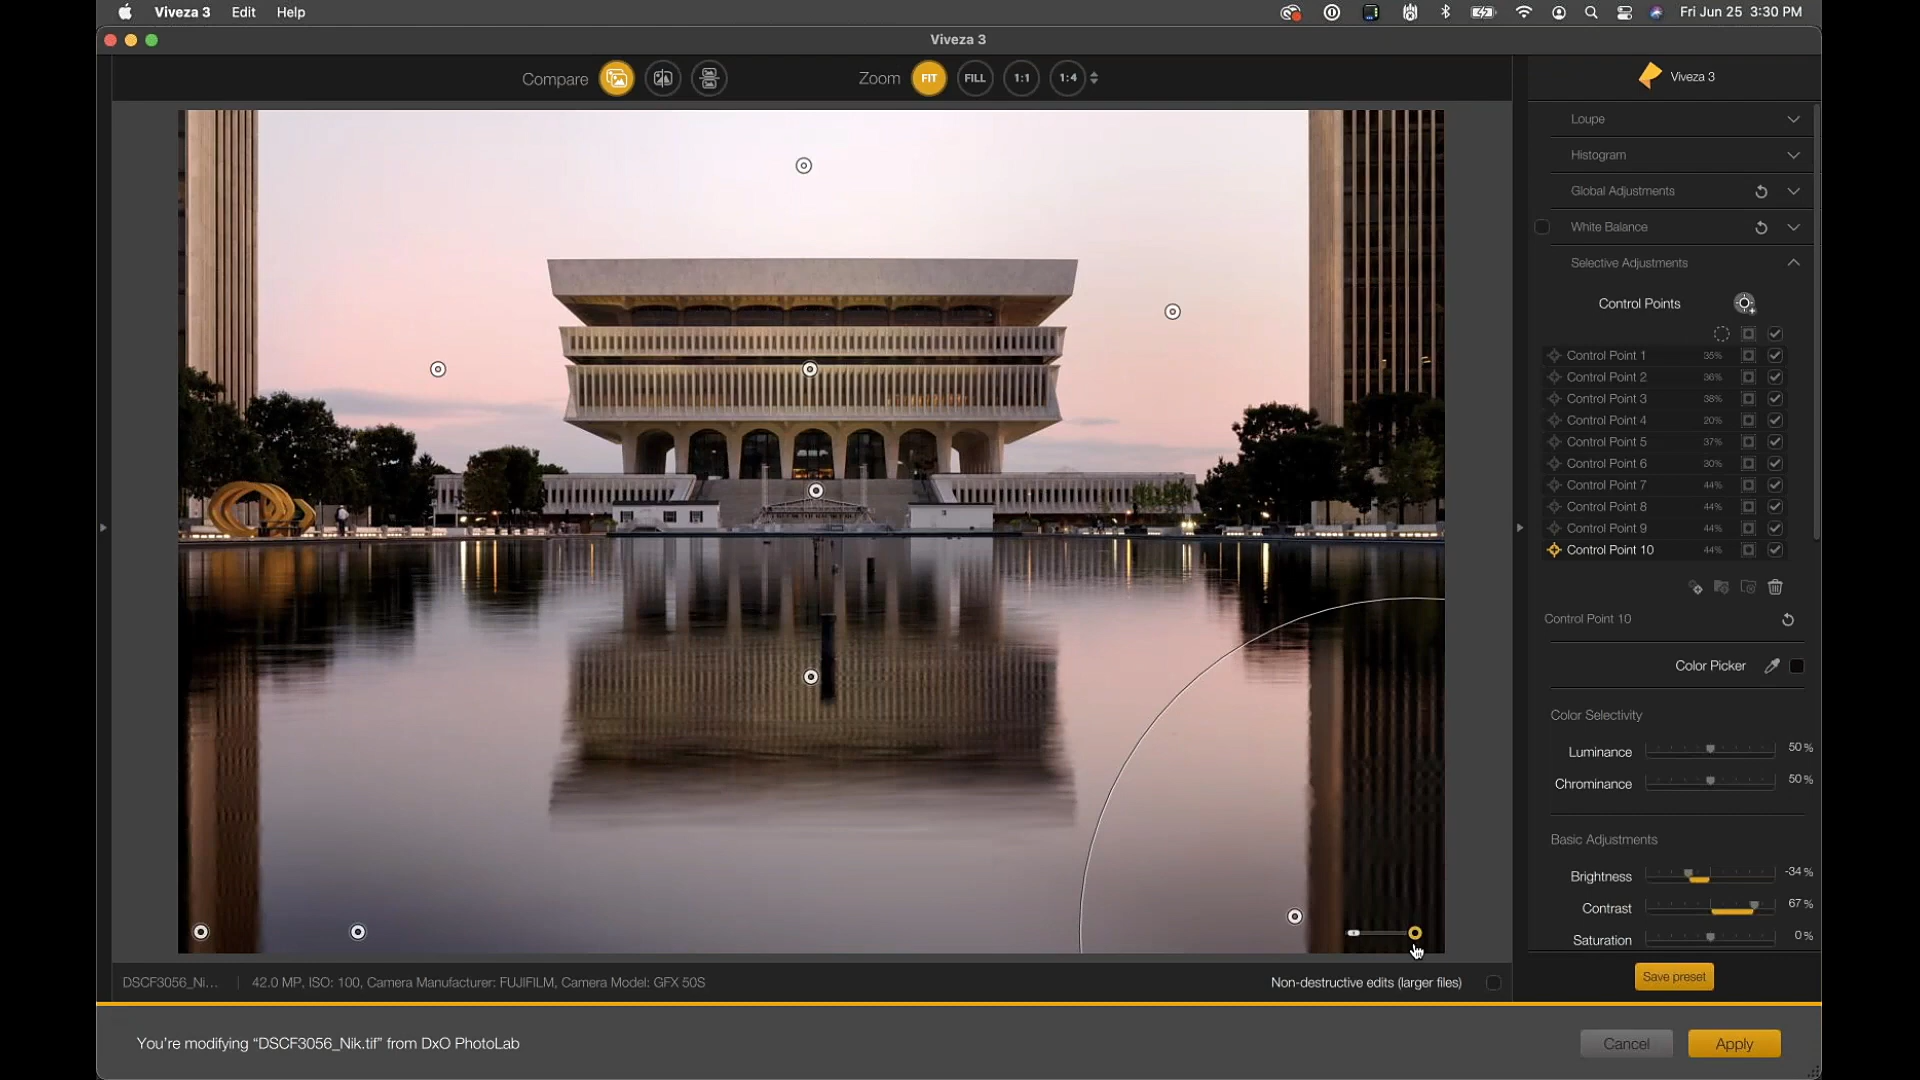 Viveza 3 Edit Help Fri Jun 25 3:30 PM
Viveza 3
Compare Zoom FIT FILL 1:1 1:4
Viveza 3
Loupe
Histogram
Global Adjustments
White Balance
Selective Adjustments
Control Points
Control Point 1 35%
Control Point 2 36%
Control Point 3 38%
Control Point 4 20%
Control Point 5 37%
Control Point 6 30%
Control Point 7 44%
Control Point 8 44%
Control Point 9 44%
Control Point 10 44%
Control Point 10
Color Picker
Color Selectivity
Luminance 50 %
Chrominance 50 %
Basic Adjustments
Brightness -34 %
Contrast 67 %
Saturation 0 %
Save preset
DSCF3056_Ni... 42.0 MP, ISO: 100, Camera Manufacturer: FUJIFILM, Camera Model: GFX 50S Non-destructive edits (larger files)
You're modifying “DSCF3056_Nik.tif” from DxO PhotoLab Cancel Apply